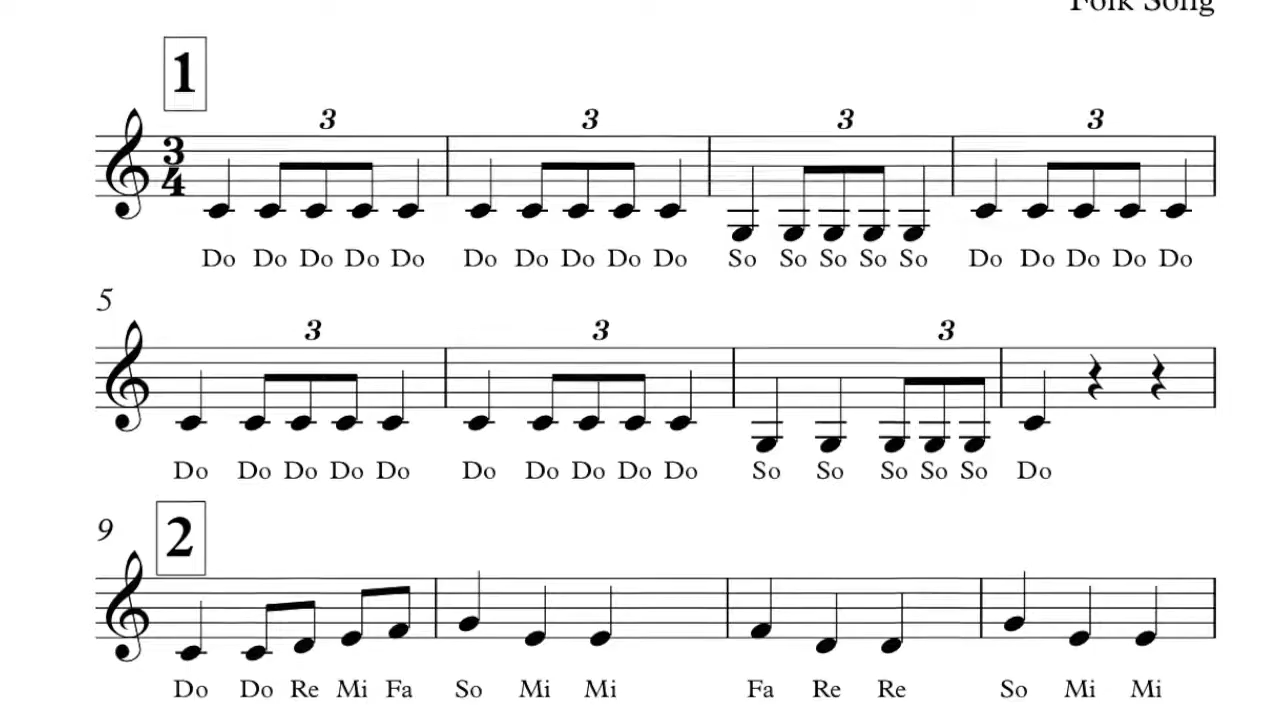 Folk Song
1
3 3 3 3
3
4
Do Do Do Do Do Do Do Do Do Do So So So So So Do Do Do Do Do
5
3 3 3
Do Do Do Do Do Do Do Do Do Do So So So So So Do
9
2
Do Do Re Mi Fa So Mi Mi Fa Re Re So Mi Mi